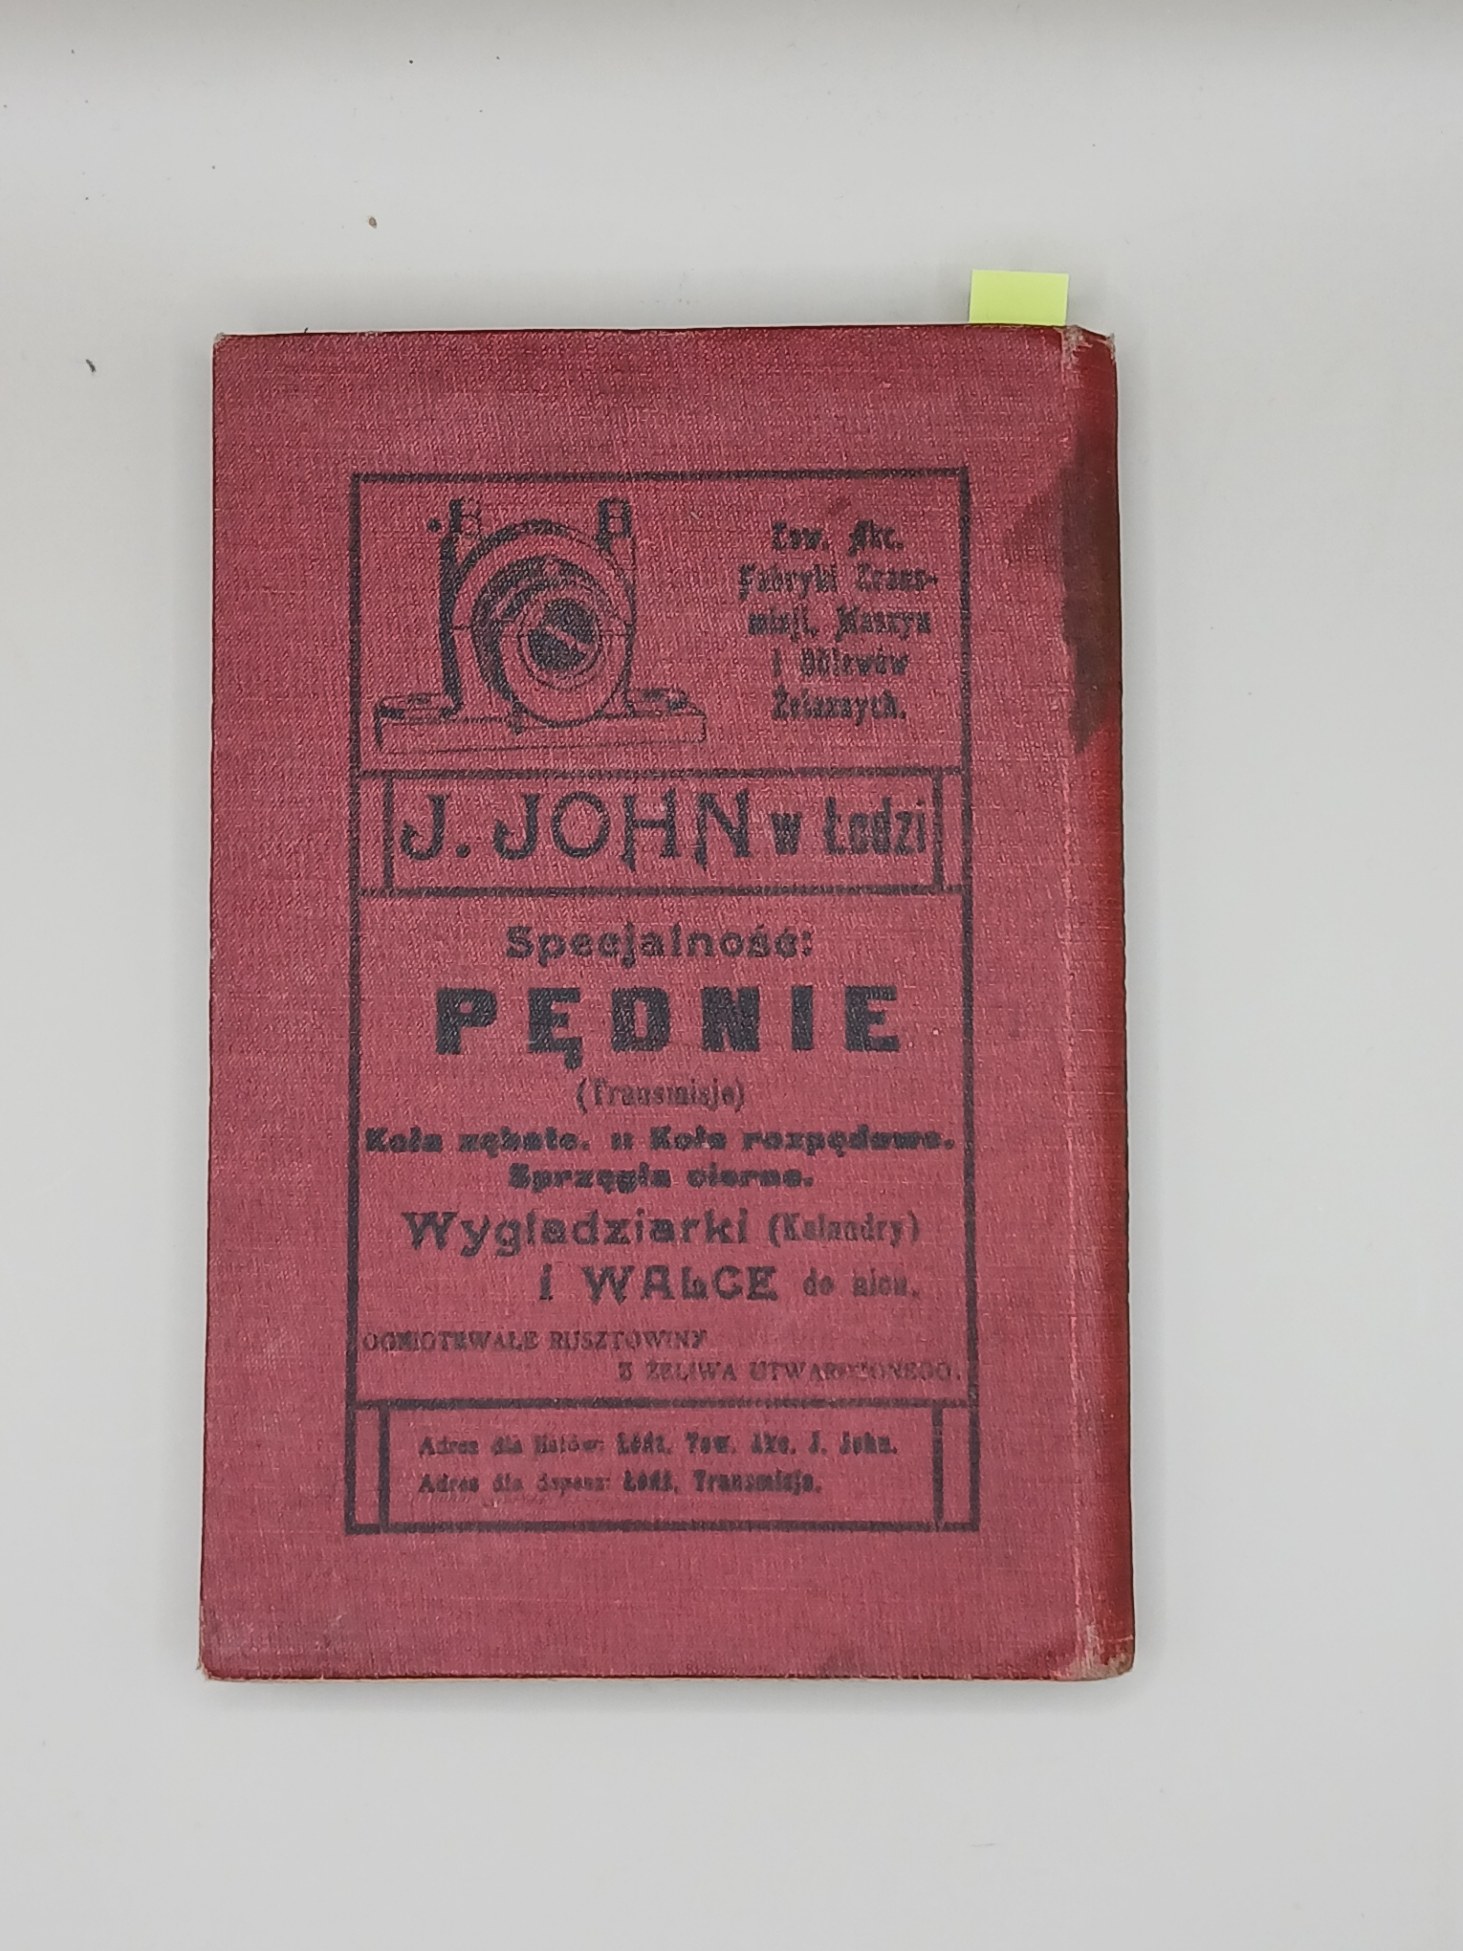 Tow. Akc.
Fabryki Trans-
misji, Maszyn
i Odlewów
Żelaznych.
J. JOHN w Łodzi
Specjalność:
PĘDNIE
(Transmisje)
Koła zębate. Koła rozpędowe.
Sprzęgła cierne.
Wygładziarki (Kalandry)
i WALCE do nich.
OGNIOTRWAŁE RUSZTOWINY
Z ŻELIWA UTWARDZONEGO.
Adres dla listów: Łódź, Tow. Akc. J. John.
Adres dla depesz: Łódź, Transmisje.